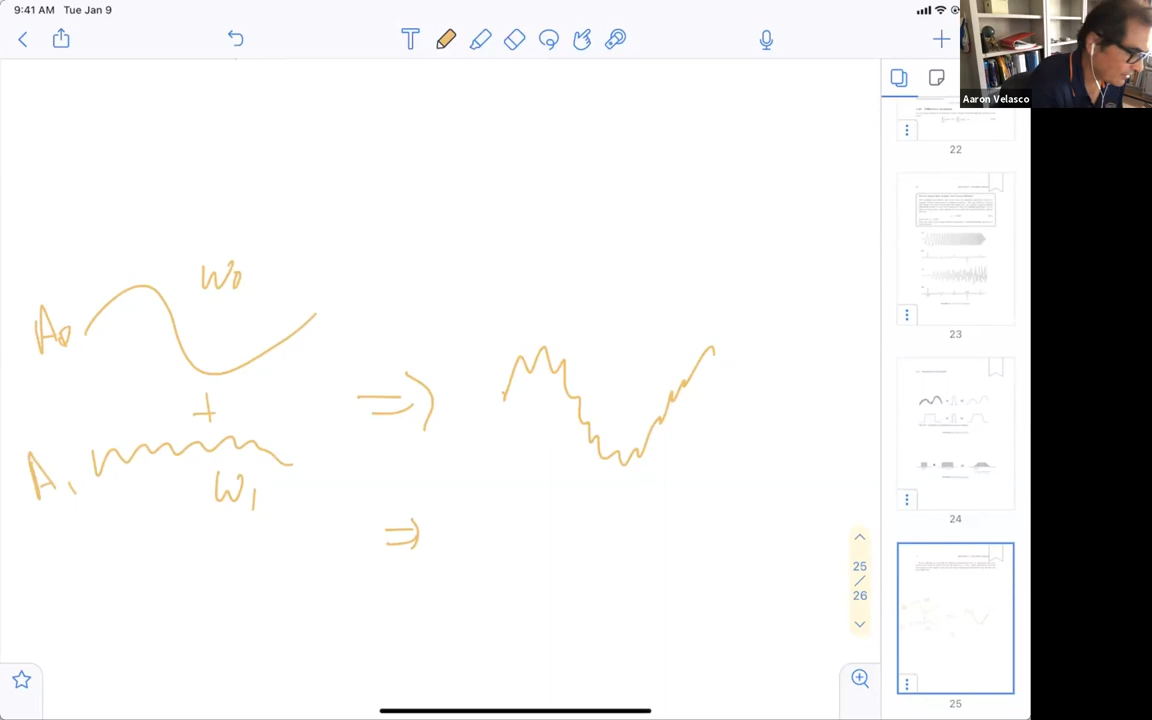 9:41 AM Tue Jan 9
Aaron Velasco
22
23
24
25
25
/
26
W0
A0
+
A1
W1
⇒
⇒